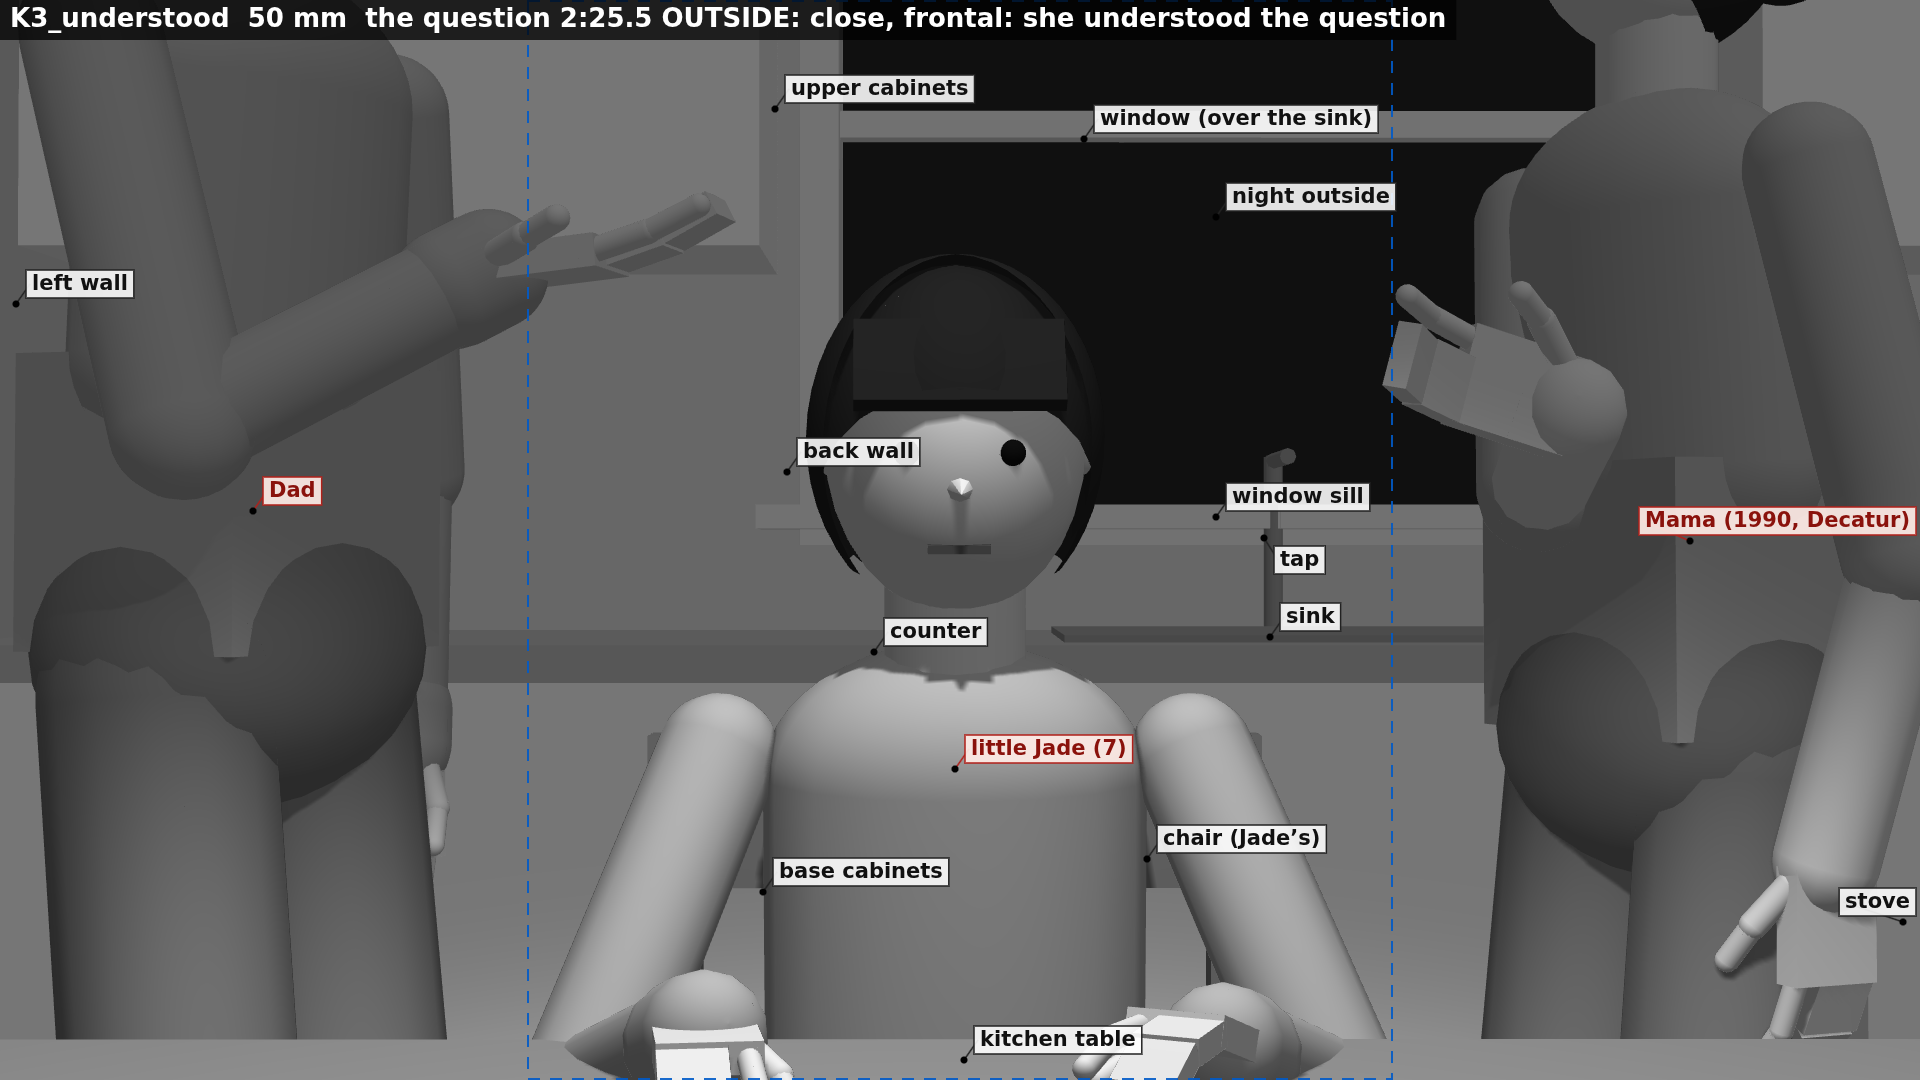 K3_understood 50 mm the question 2:25.5 OUTSIDE: close, frontal: she understood the question
upper cabinets
window (over the sink)
night outside
left wall
back wall
Dad
window sill
Mama (1990, Decatur)
tap
sink
counter
little Jade (7)
chair (Jade’s)
base cabinets
stove
kitchen table